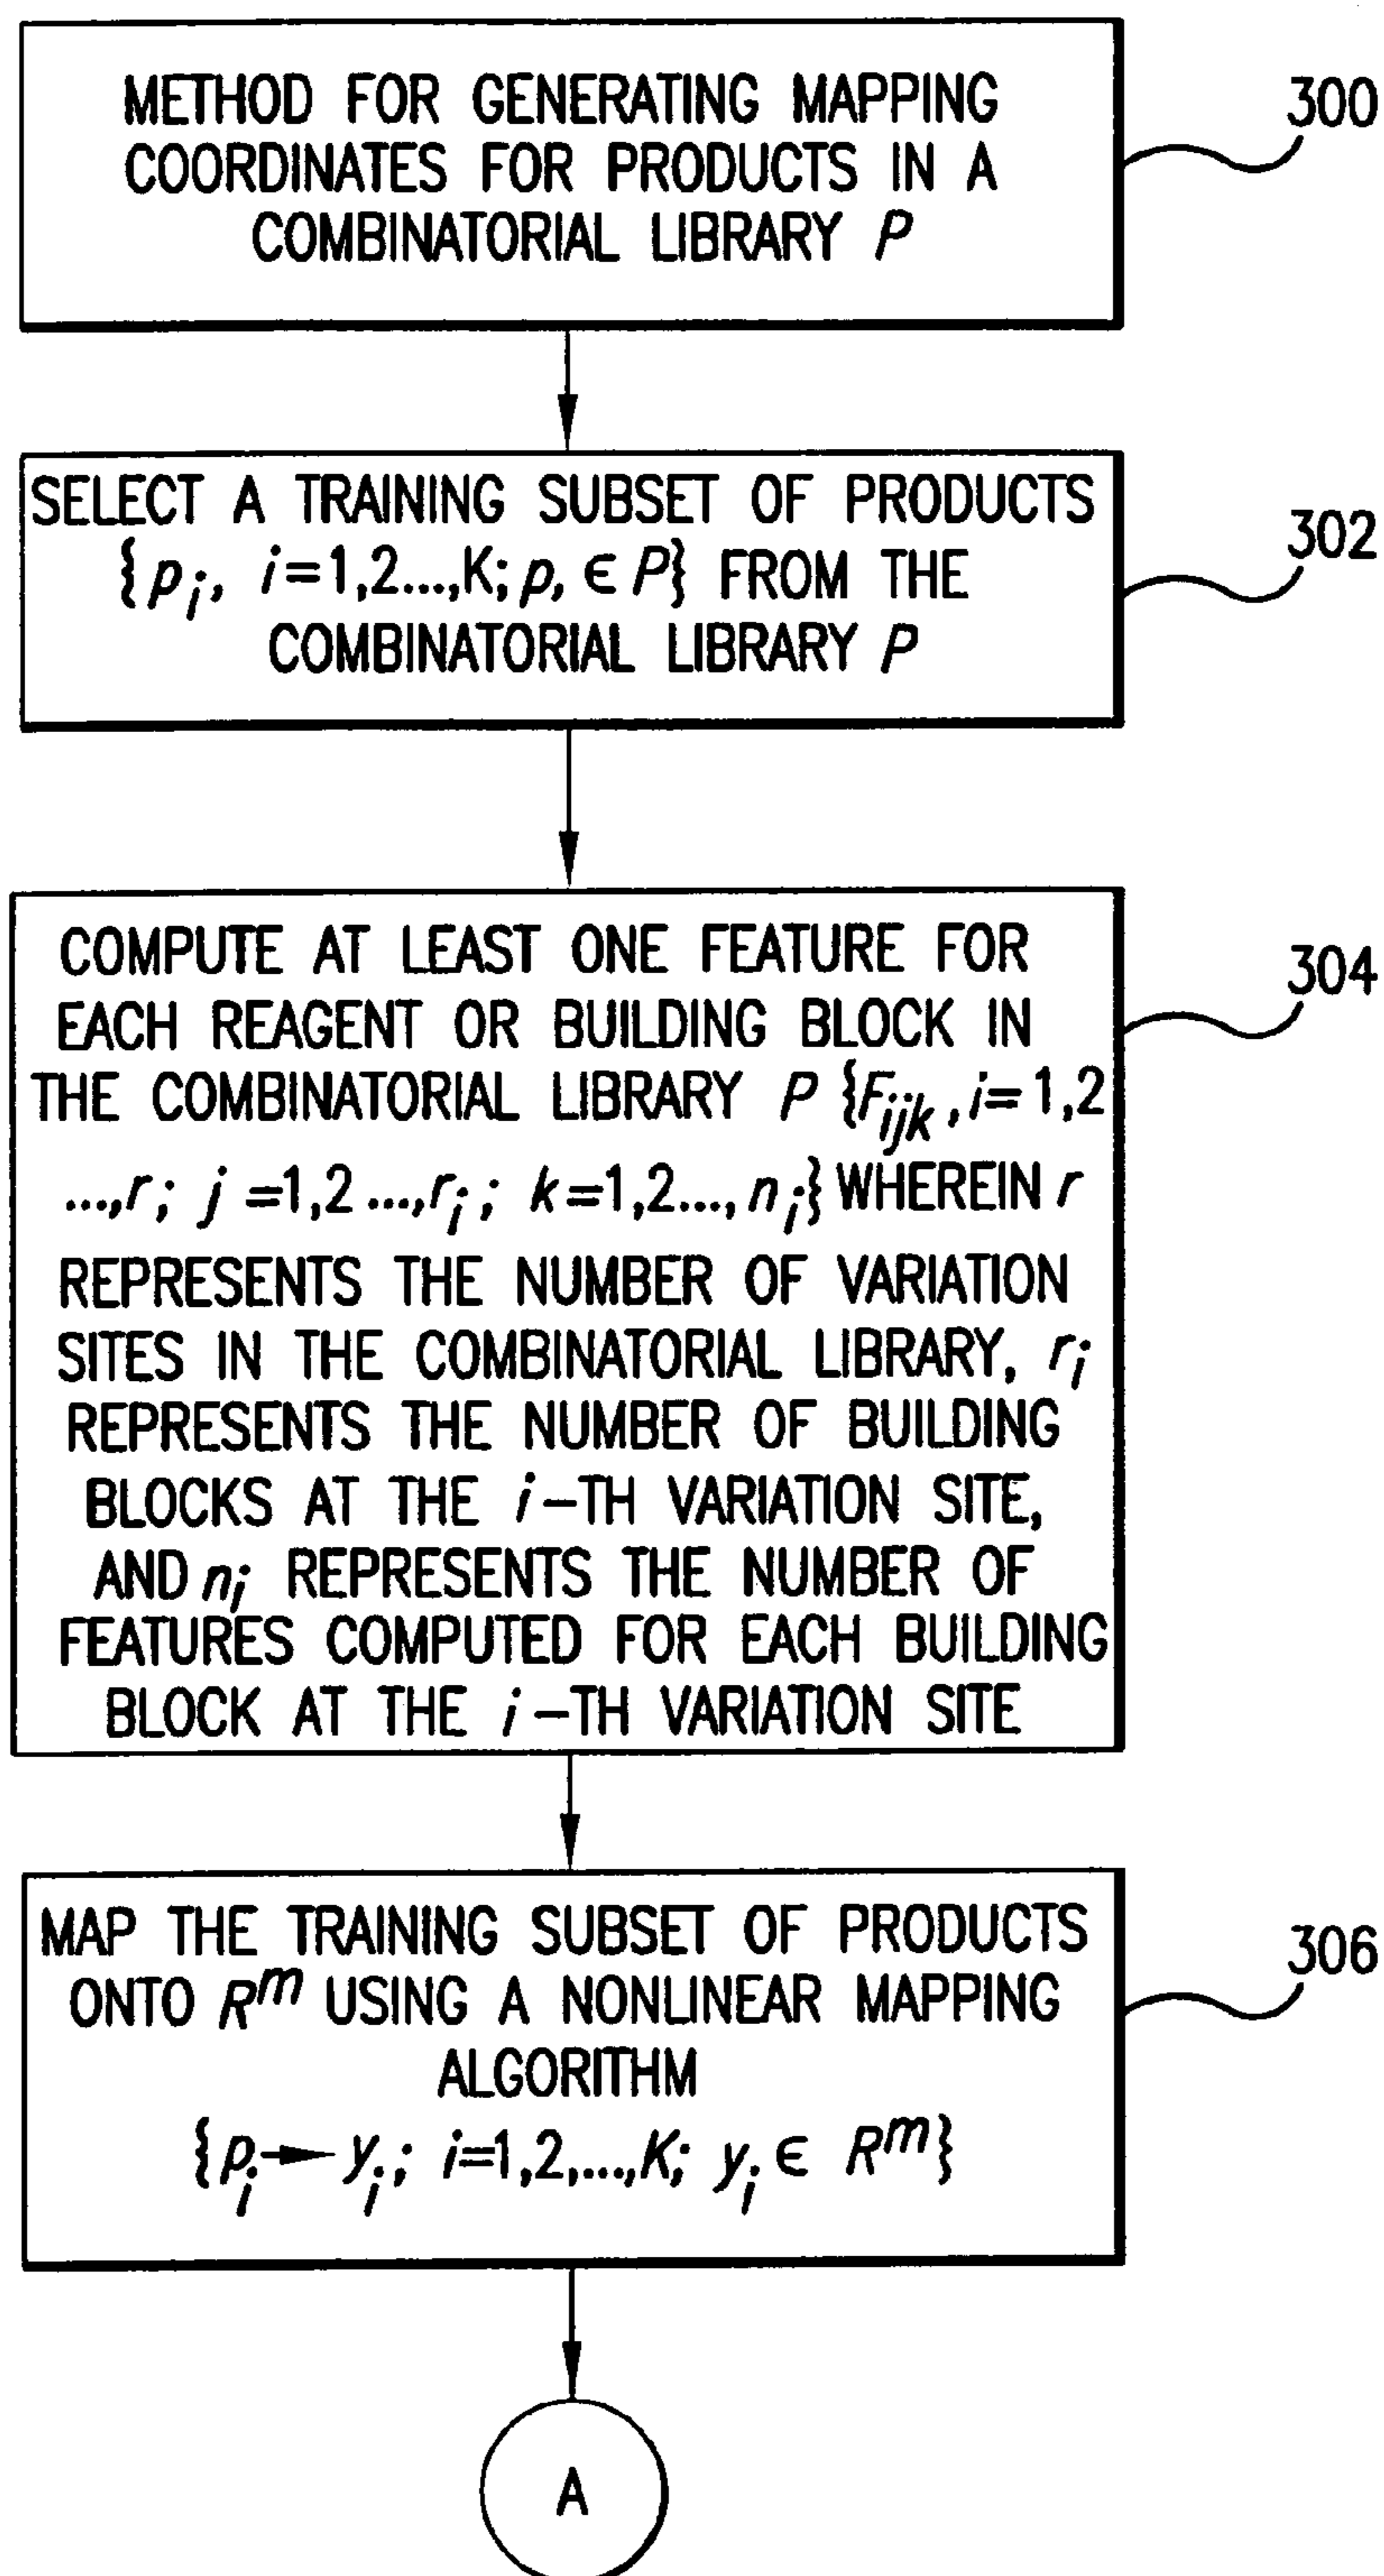 METHOD FOR GENERATING MAPPING
COORDINATES FOR PRODUCTS IN A
COMBINATORIAL LIBRARY P
300
SELECT A TRAINING SUBSET OF PRODUCTS
{p_i, i=1,2...,K; p, ∈ P} FROM THE
COMBINATORIAL LIBRARY P
302
COMPUTE AT LEAST ONE FEATURE FOR
EACH REAGENT OR BUILDING BLOCK IN
THE COMBINATORIAL LIBRARY P {F_ijk, i=1,2
...,r; j=1,2...,r_i; k=1,2..., n_i} WHEREIN r
REPRESENTS THE NUMBER OF VARIATION
SITES IN THE COMBINATORIAL LIBRARY, r_i
REPRESENTS THE NUMBER OF BUILDING
BLOCKS AT THE i-TH VARIATION SITE,
AND n_i REPRESENTS THE NUMBER OF
FEATURES COMPUTED FOR EACH BUILDING
BLOCK AT THE i-TH VARIATION SITE
304
MAP THE TRAINING SUBSET OF PRODUCTS
ONTO R^m USING A NONLINEAR MAPPING
ALGORITHM
{p_i → y_i; i=1,2,...,K; y_i ∈ R^m}
306
A